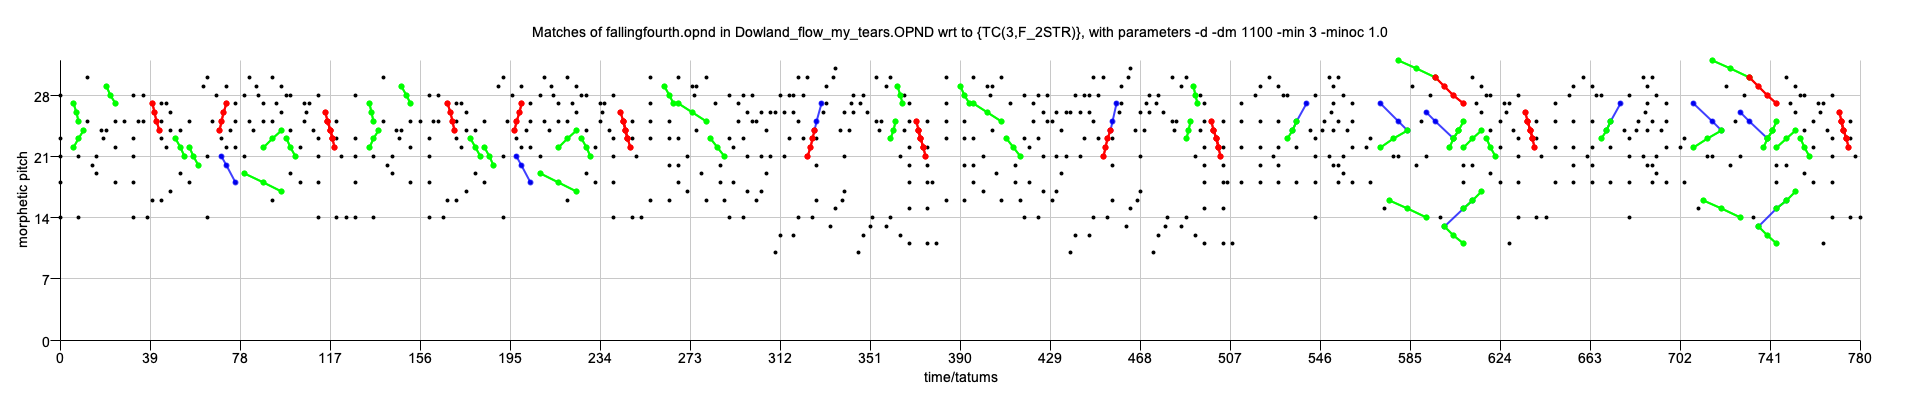 Matches of fallingfourth.opnd in Dowland_flow_my_tears.OPND wrt to {TC(3,F_2STR)}, with parameters -d -dm 1100 -min 3 -minoc 1.0
28
21
14
7
0
morphetic pitch
0 39 78 117 156 195 234 273 312 351 390 429 468 507 546 585 624 663 702 741 780
time/tatums